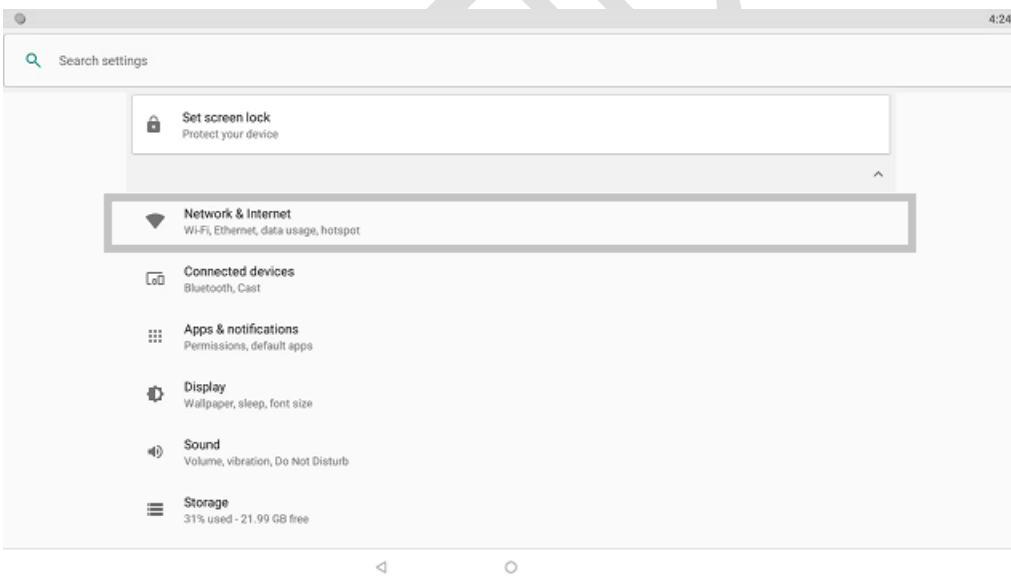 4:24
Search settings
Set screen lock
Protect your device
Network & Internet
Wi-Fi, Ethernet, data usage, hotspot
Connected devices
Bluetooth, Cast
Apps & notifications
Permissions, default apps
Display
Wallpaper, sleep, font size
Sound
Volume, vibration, Do Not Disturb
Storage
31% used - 21.99 GB free